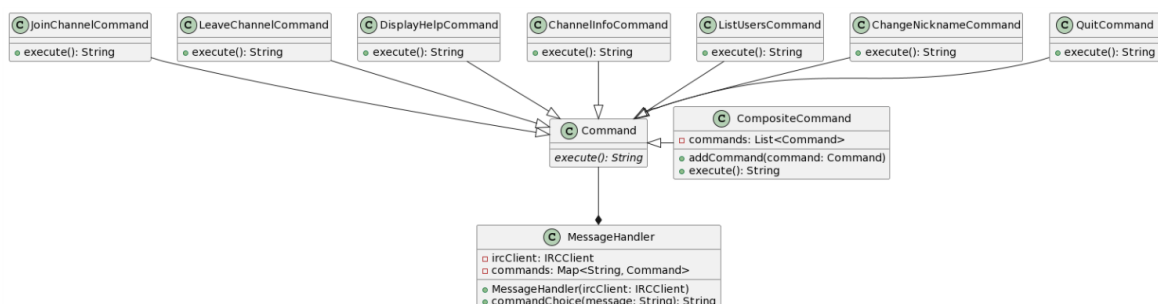 C JoinChannelCommand
execute(): String
C LeaveChannelCommand
execute(): String
C DisplayHelpCommand
execute(): String
C ChannelInfoCommand
execute(): String
C ListUsersCommand
execute(): String
C ChangeNicknameCommand
execute(): String
C QuitCommand
execute(): String
C Command
execute(): String
C CompositeCommand
commands: List<Command>
addCommand(command: Command)
execute(): String
C MessageHandler
ircClient: IRCClient
commands: Map<String, Command>
MessageHandler(ircClient: IRCClient)
commandChoice(message: String): String